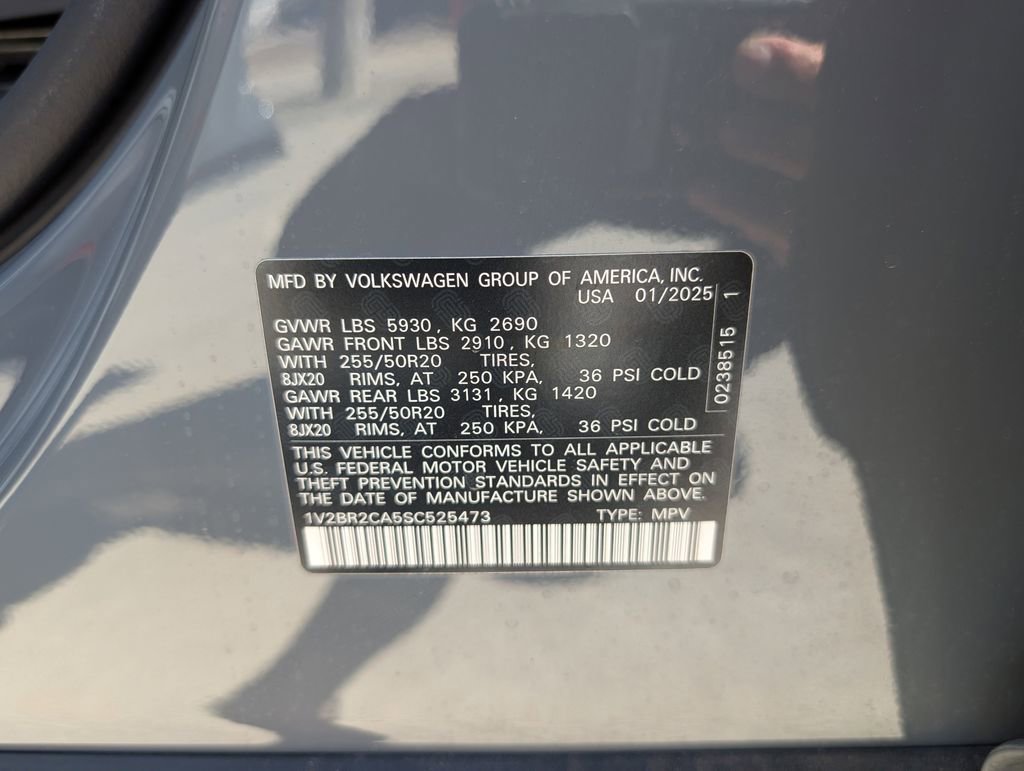 MFD BY VOLKSWAGEN GROUP OF AMERICA, INC.
USA 01/2025
GVWR LBS 5930, KG 2690
GAWR FRONT LBS 2910, KG 1320
WITH 255/50R20 TIRES,
8JX20 RIMS, AT 250 KPA, 36 PSI COLD
GAWR REAR LBS 3131, KG 1420
WITH 255/50R20 TIRES,
8JX20 RIMS, AT 250 KPA, 36 PSI COLD
0238515 1
THIS VEHICLE CONFORMS TO ALL APPLICABLE
U.S. FEDERAL MOTOR VEHICLE SAFETY AND
THEFT PREVENTION STANDARDS IN EFFECT ON
THE DATE OF MANUFACTURE SHOWN ABOVE.
1V2BR2CA5SC525473 TYPE: MPV